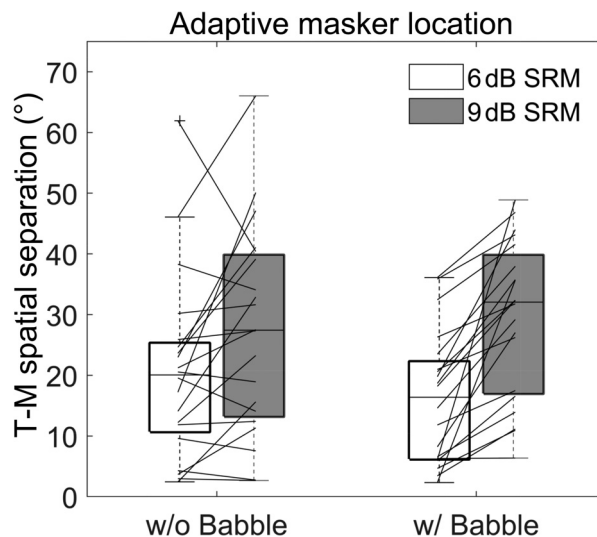 Adaptive masker location
T-M spatial separation (°)
70
60
50
40
30
20
10
0
6 dB SRM
9 dB SRM
w/o Babble
w/ Babble